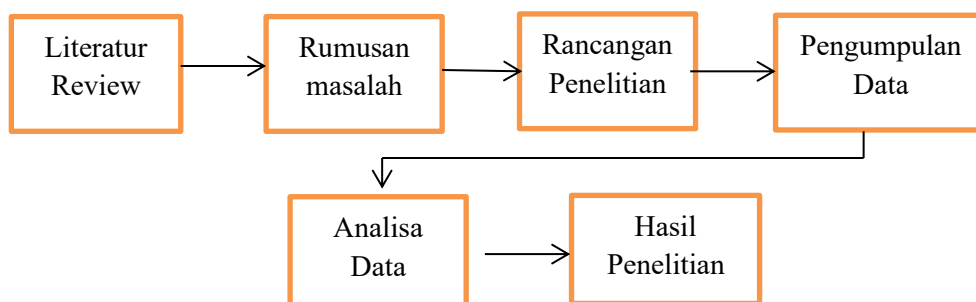 Literatur
Review
Rumusan
masalah
Rancangan
Penelitian
Pengumpulan
Data
Analisa
Data
Hasil
Penelitian